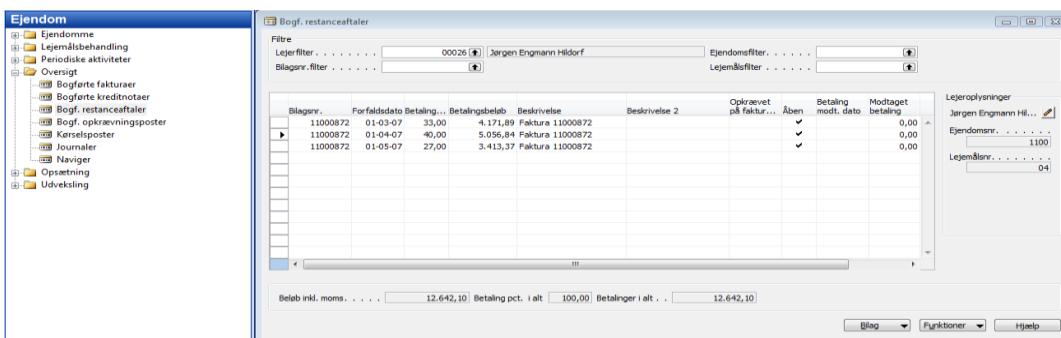 Ejendom
Ejendomme
Lejemålsbehandling
Periodiske aktiviteter
Oversigt
Bogførte fakturaer
Bogførte kreditnotaer
Bogf. restanceaftaler
Bogf. opkrævningsposter
Kørselsposter
Journaler
Naviger
Opsætning
Udveksling
Bogf. restanceaftaler
Filtre
Lejerfilter . . . . . . . . 00026 Jørgen Engmann Hildorf Ejendomsfilter. . . . . .
Bilagsnr.filter . . . . . . Lejemålsfilter . . . . . .
Bilagsnr. Forfaldsdato Betaling... Betalingsbeløb Beskrivelse Beskrivelse 2 Opkrævet på faktur... Åben Betaling modt. dato Modtaget betaling
11000872 01-03-07 33,00 4.171,89 Faktura 11000872 ✔ 0,00
11000872 01-04-07 40,00 5.056,84 Faktura 11000872 ✔ 0,00
11000872 01-05-07 27,00 3.413,37 Faktura 11000872 ✔ 0,00
Lejeroplysninger
Jørgen Engmann Hil...
Ejendomsnr. . . . . . .
1100
Lejemålsnr. . . . . . . .
04
Beløb inkl. moms. . . . . 12.642,10 Betaling pct. i alt 100,00 Betalinger i alt . . 12.642,10
Bilag Funktioner Hjælp